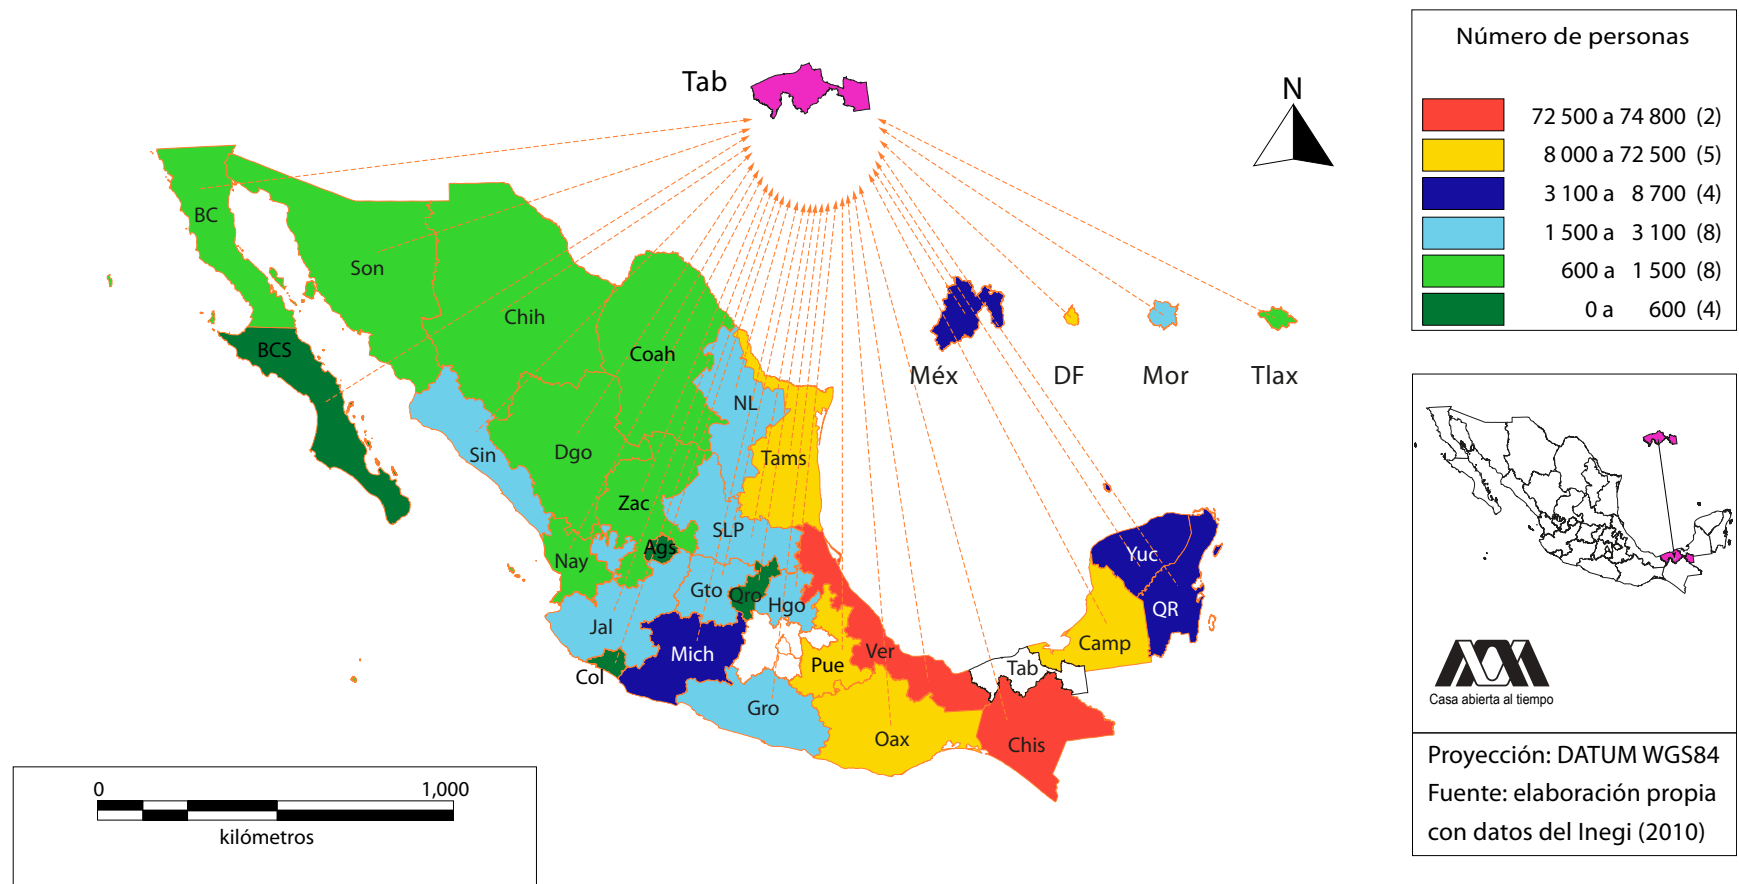 Número de personas
Tab
N
72 500 a 74 800 (2)
8 000 a 72 500 (5)
3 100 a 8 700 (4)
1 500 a 3 100 (8)
600 a 1 500 (8)
0 a 600 (4)
BC
Son
Chih
BCS
Coah
Méx
DF
Mor
Tlax
NL
Sin
Dgo
Tams
Zac
SLP
Ags
Nay
Yuc
Gto
Qro
Hgo
QR
Jal
Mich
Pue
Ver
Camp
Tab
Col
Gro
Oax
Chis
Casa abierta al tiempo
Proyección: DATUM WGS84
Fuente: elaboración propia
con datos del Inegi (2010)
0 1,000
kilómetros